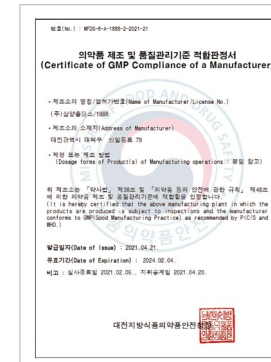 번호(No.) : MFDS-6-A-1888-2-2021-21
의약품 제조 및 품질관리기준 적합판정서
(Certificate of GMP Compliance of a Manufacturer)
• 제조소의 명칭/업허가번호(Name of Manufacturer/License No.)
(주)삼양홀딩스/1888
• 제조소의 소재지(Address of Manufacturer)
대전광역시 대덕구 신일동로 79
• 제형 또는 제조 방법
(Dosage forms of Product(s) of Manufacturing operations : 붙임 참고)
위 제조소는 「약사법」 제38조 및 「의약품 등의 안전에 관한 규칙」 제48조
에 의한 의약품 제조 및 품질관리기준에 적합함을 인정합니다.
(It is hereby certified that the above manufacturing plant in which the
products are produced is subject to inspections and the manufacturer
conforms to GMP(Good Manufacturing Practice) as recommended by PIC/S and
WHO.)
발급일자(Date of Issue) : 2021.04.21.
유효기간(Date of Expiration) : 2024.02.04.
비고 : 실사종료일 2021.02.05., 지위승계일 2021.04.20.
대전지방식품의약품안전청장